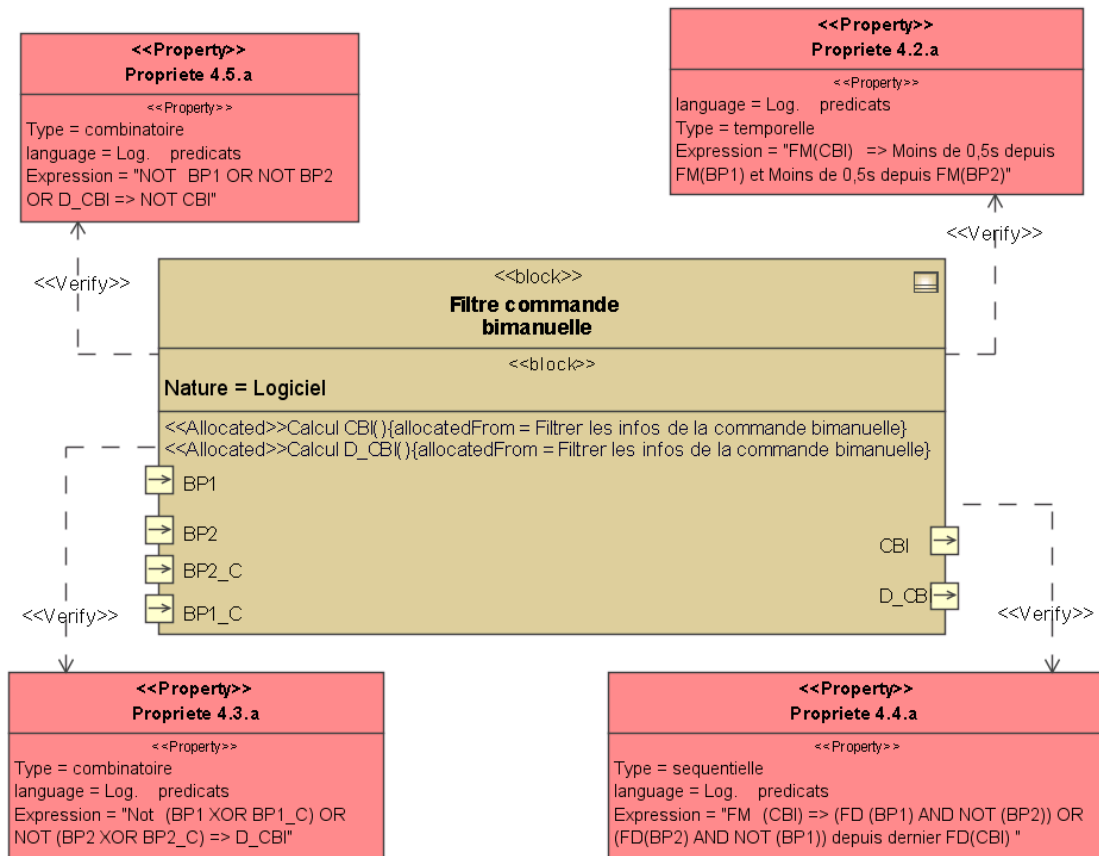 <<Property>>
Propriete 4.5.a
<<Property>>
Type = combinatoire
language = Log. predicats
Expression = "NOT BP1 OR NOT BP2
OR D_CBI => NOT CBI"
<<Property>>
Propriete 4.2.a
<<Property>>
language = Log. predicats
Type = temporelle
Expression = "FM(CBI) => Moins de 0,5s depuis
FM(BP1) et Moins de 0,5s depuis FM(BP2)"
<<Verify>>
<<Verify>>
<<block>>
Filtre commande
bimanuelle
<<block>>
Nature = Logiciel
<<Allocated>>Calcul CBI(){allocatedFrom = Filtrer les infos de la commande bimanuelle}
<<Allocated>>Calcul D_CBI(){allocatedFrom = Filtrer les infos de la commande bimanuelle}
BP1
BP2
BP2_C
BP1_C
CBI
D_CB
<<Verify>>
<<Verify>>
<<Property>>
Propriete 4.3.a
<<Property>>
Type = combinatoire
language = Log. predicats
Expression = "Not (BP1 XOR BP1_C) OR
NOT (BP2 XOR BP2_C) => D_CBI"
<<Property>>
Propriete 4.4.a
<<Property>>
Type = sequentielle
language = Log. predicats
Expression = "FM (CBI) => (FD (BP1) AND NOT (BP2)) OR
(FD(BP2) AND NOT (BP1)) depuis dernier FD(CBI) "